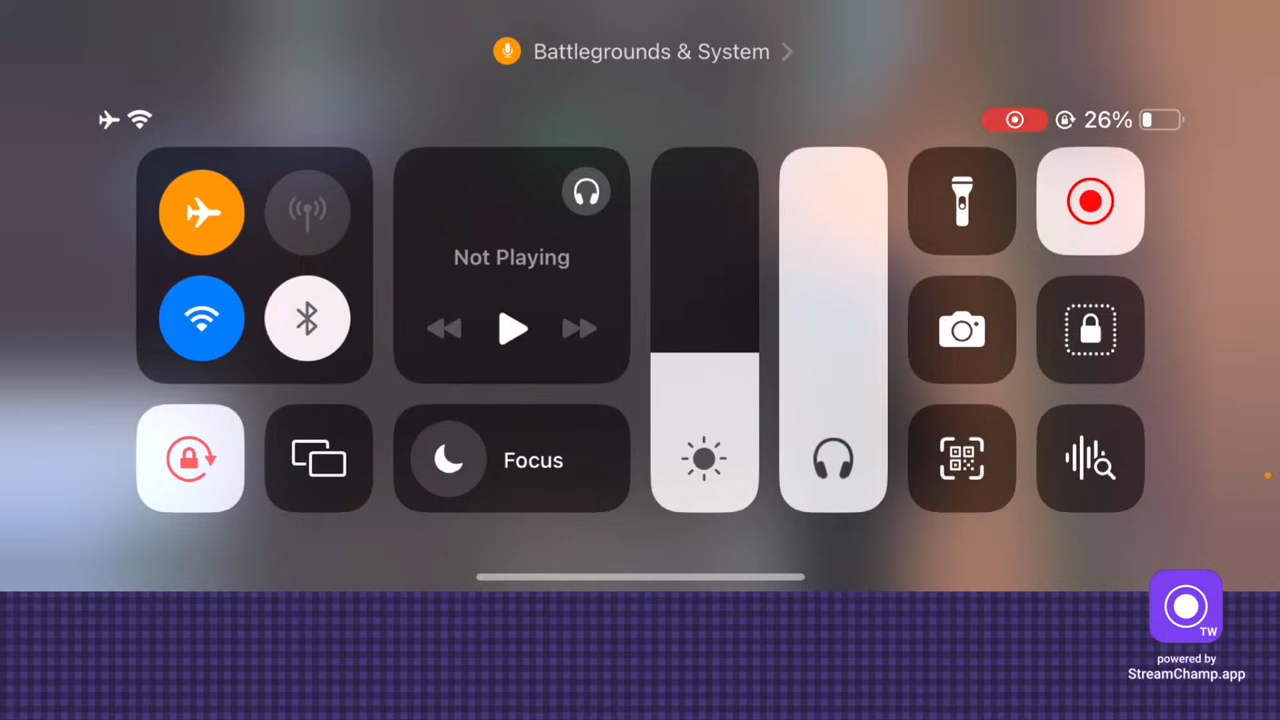 Battlegrounds & System
26%
Not Playing
Focus
TW
powered by
StreamChamp.app